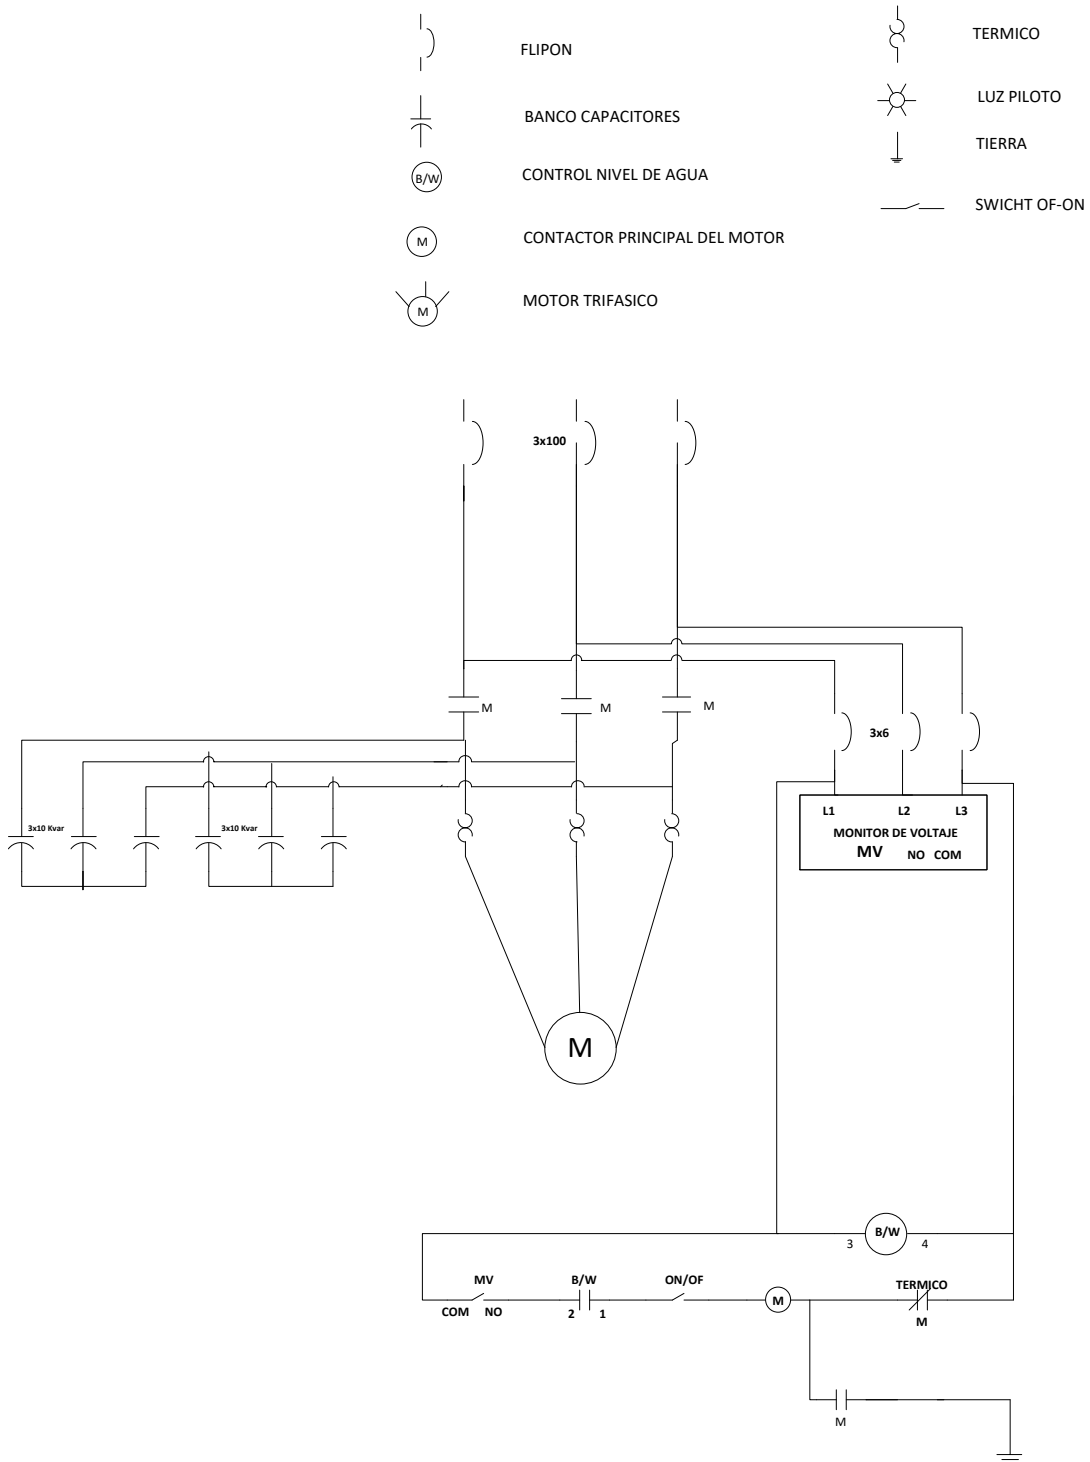 FLIPON
BANCO CAPACITORES
B/W
CONTROL NIVEL DE AGUA
M
CONTACTOR PRINCIPAL DEL MOTOR
M
MOTOR TRIFASICO
TERMICO
LUZ PILOTO
TIERRA
SWICHT OF-ON
3x100
M
M
M
3x6
3x10 Kvar
3x10 Kvar
L1 L2 L3
MONITOR DE VOLTAJE
MV NO COM
M
B/W
3 4
MV B/W ON/OF TERMICO
M
COM NO 2 1 M
M